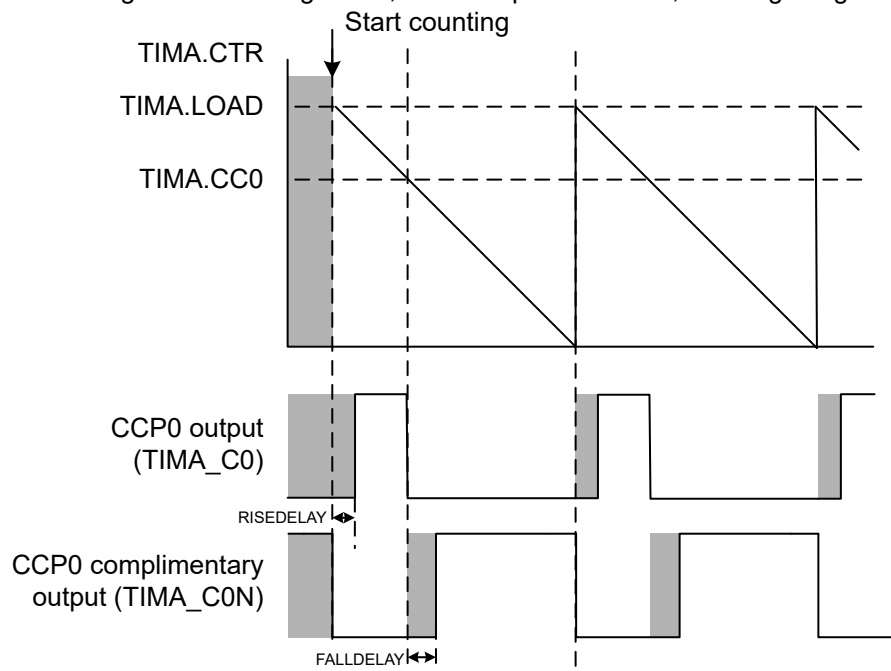 Start counting
TIMA.CTR
TIMA.LOAD
TIMA.CC0
CCP0 output
(TIMA_C0)
RISEDELAY
CCP0 complimentary
output (TIMA_C0N)
FALLDELAY